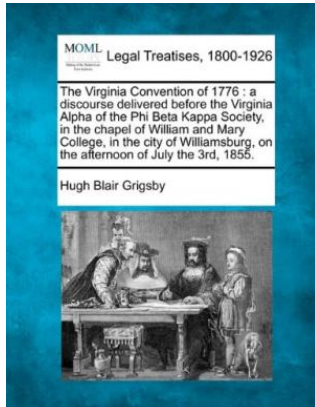 MOML Legal Treatises, 1800-1926
The Virginia Convention of 1776 : a
discourse delivered before the Virginia
Alpha of the Phi Beta Kappa Society,
in the chapel of William and Mary
College, in the city of Williamsburg, on
the afternoon of July the 3rd, 1855.
Hugh Blair Grigsby